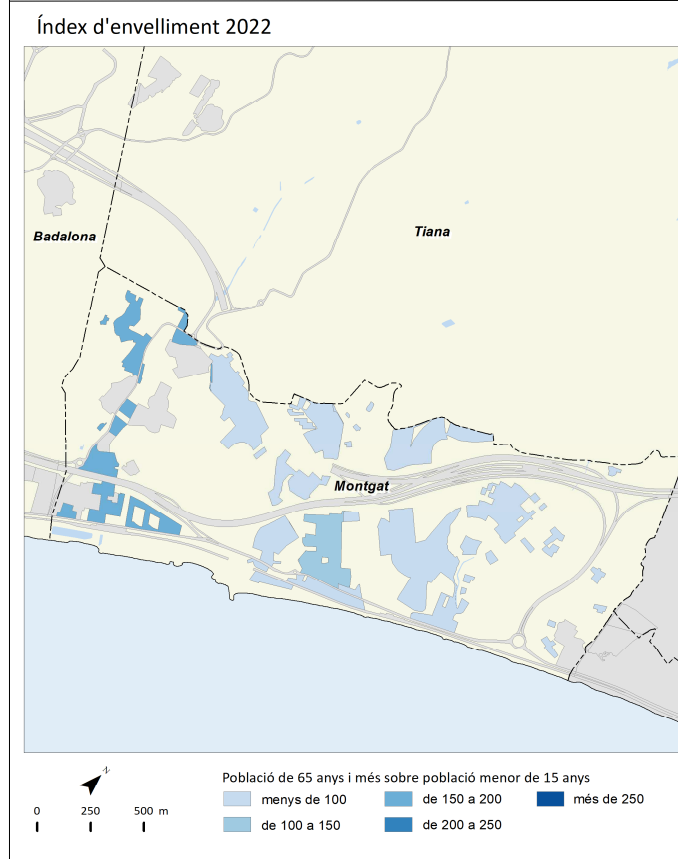 Índex d'envelliment 2022
Badalona
Tiana
Montgat
N
0 250 500 m
Població de 65 anys i més sobre població menor de 15 anys
menys de 100
de 150 a 200
més de 250
de 100 a 150
de 200 a 250